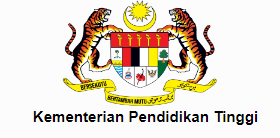 BERSEKUTU
BERTAMBAH MUTU
Kementerian Pendidikan Tinggi